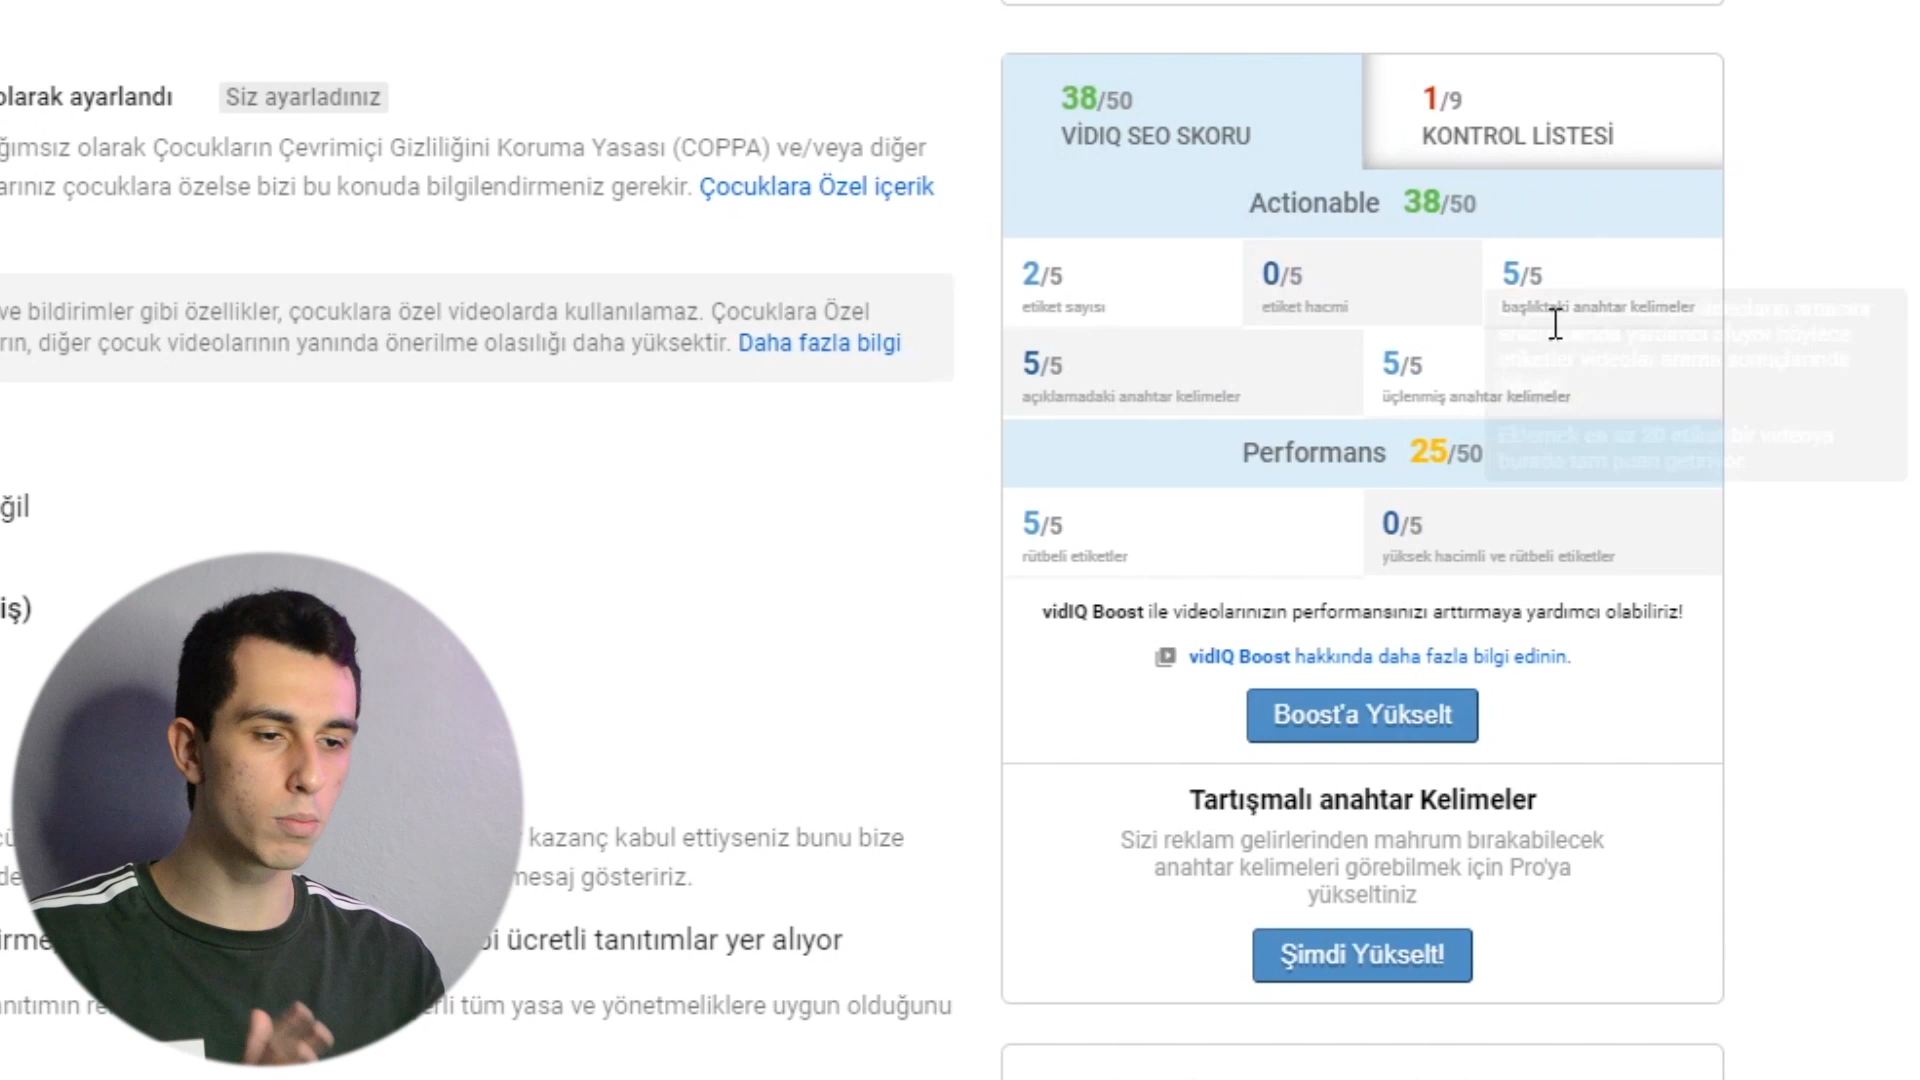 olarak ayarlandı Siz ayarladınız
ğımsız olarak Çocukların Çevrimiçi Gizliliğini Koruma Yasası (COPPA) ve/veya diğer
arınız çocuklara özelse bizi bu konuda bilgilendirmeniz gerekir. Çocuklara Özel içerik
ve bildirimler gibi özellikler, çocuklara özel videolarda kullanılamaz. Çocuklara Özel
rın, diğer çocuk videolarının yanında önerilme olasılığı daha yüksektir. Daha fazla bilgi
ğil
iş)
kazanç kabul ettiyseniz bunu bize
mesaj gösteririz.
ücretli tanıtımlar yer alıyor
tüm yasa ve yönetmeliklere uygun olduğunu
38/50
VİDIQ SEO SKORU
1/9
KONTROL LİSTESİ
Actionable 38/50
2/5
etiket sayısı
0/5
etiket hacmi
5/5
başlıktaki anahtar kelimeler
5/5
açıklamadaki anahtar kelimeler
5/5
üçlenmiş anahtar kelimeler
Performans 25/50
5/5
rütbeli etiketler
0/5
yüksek hacimli ve rütbeli etiketler
vidIQ Boost ile videolarınızın performansınızı arttırmaya yardımcı olabiliriz!
vidIQ Boost hakkında daha fazla bilgi edinin.
Boost'a Yükselt
Tartışmalı anahtar Kelimeler
Sizi reklam gelirlerinden mahrum bırakabilecek
anahtar kelimeleri görebilmek için Pro'ya
yükseltiniz
Şimdi Yükselt!